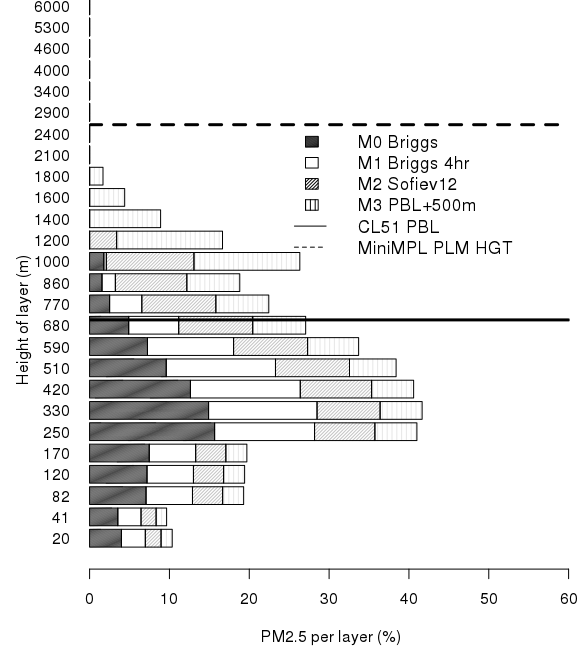 6000
5300
4600
4000
3400
2900
2400
2100
1800
1600
1400
1200
1000
860
770
680
590
510
420
330
250
170
120
82
41
20
Height of layer (m)
M0 Briggs
M1 Briggs 4hr
M2 Sofiev12
M3 PBL+500m
CL51 PBL
MiniMPL PLM HGT
0 10 20 30 40 50 60
PM2.5 per layer (%)